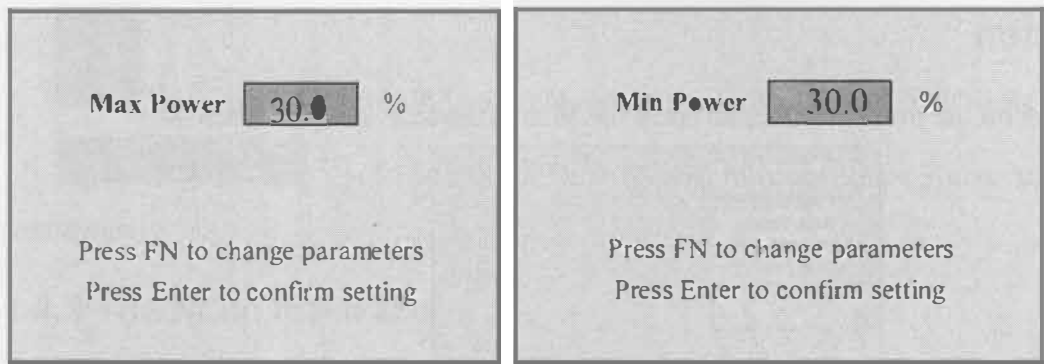 Max Power 30.0 %
Press FN to change parameters
Press Enter to confirm setting
Min Power 30.0 %
Press FN to change parameters
Press Enter to confirm setting